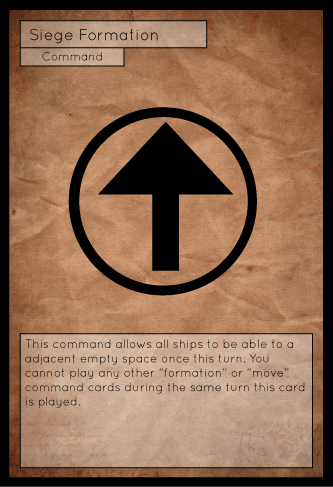 Siege Formation
Command
This command allows all ships to be able to a
adjacent empty space once this turn. You
cannot play any other "formation" or "move"
command cards during the same turn this card
is played.